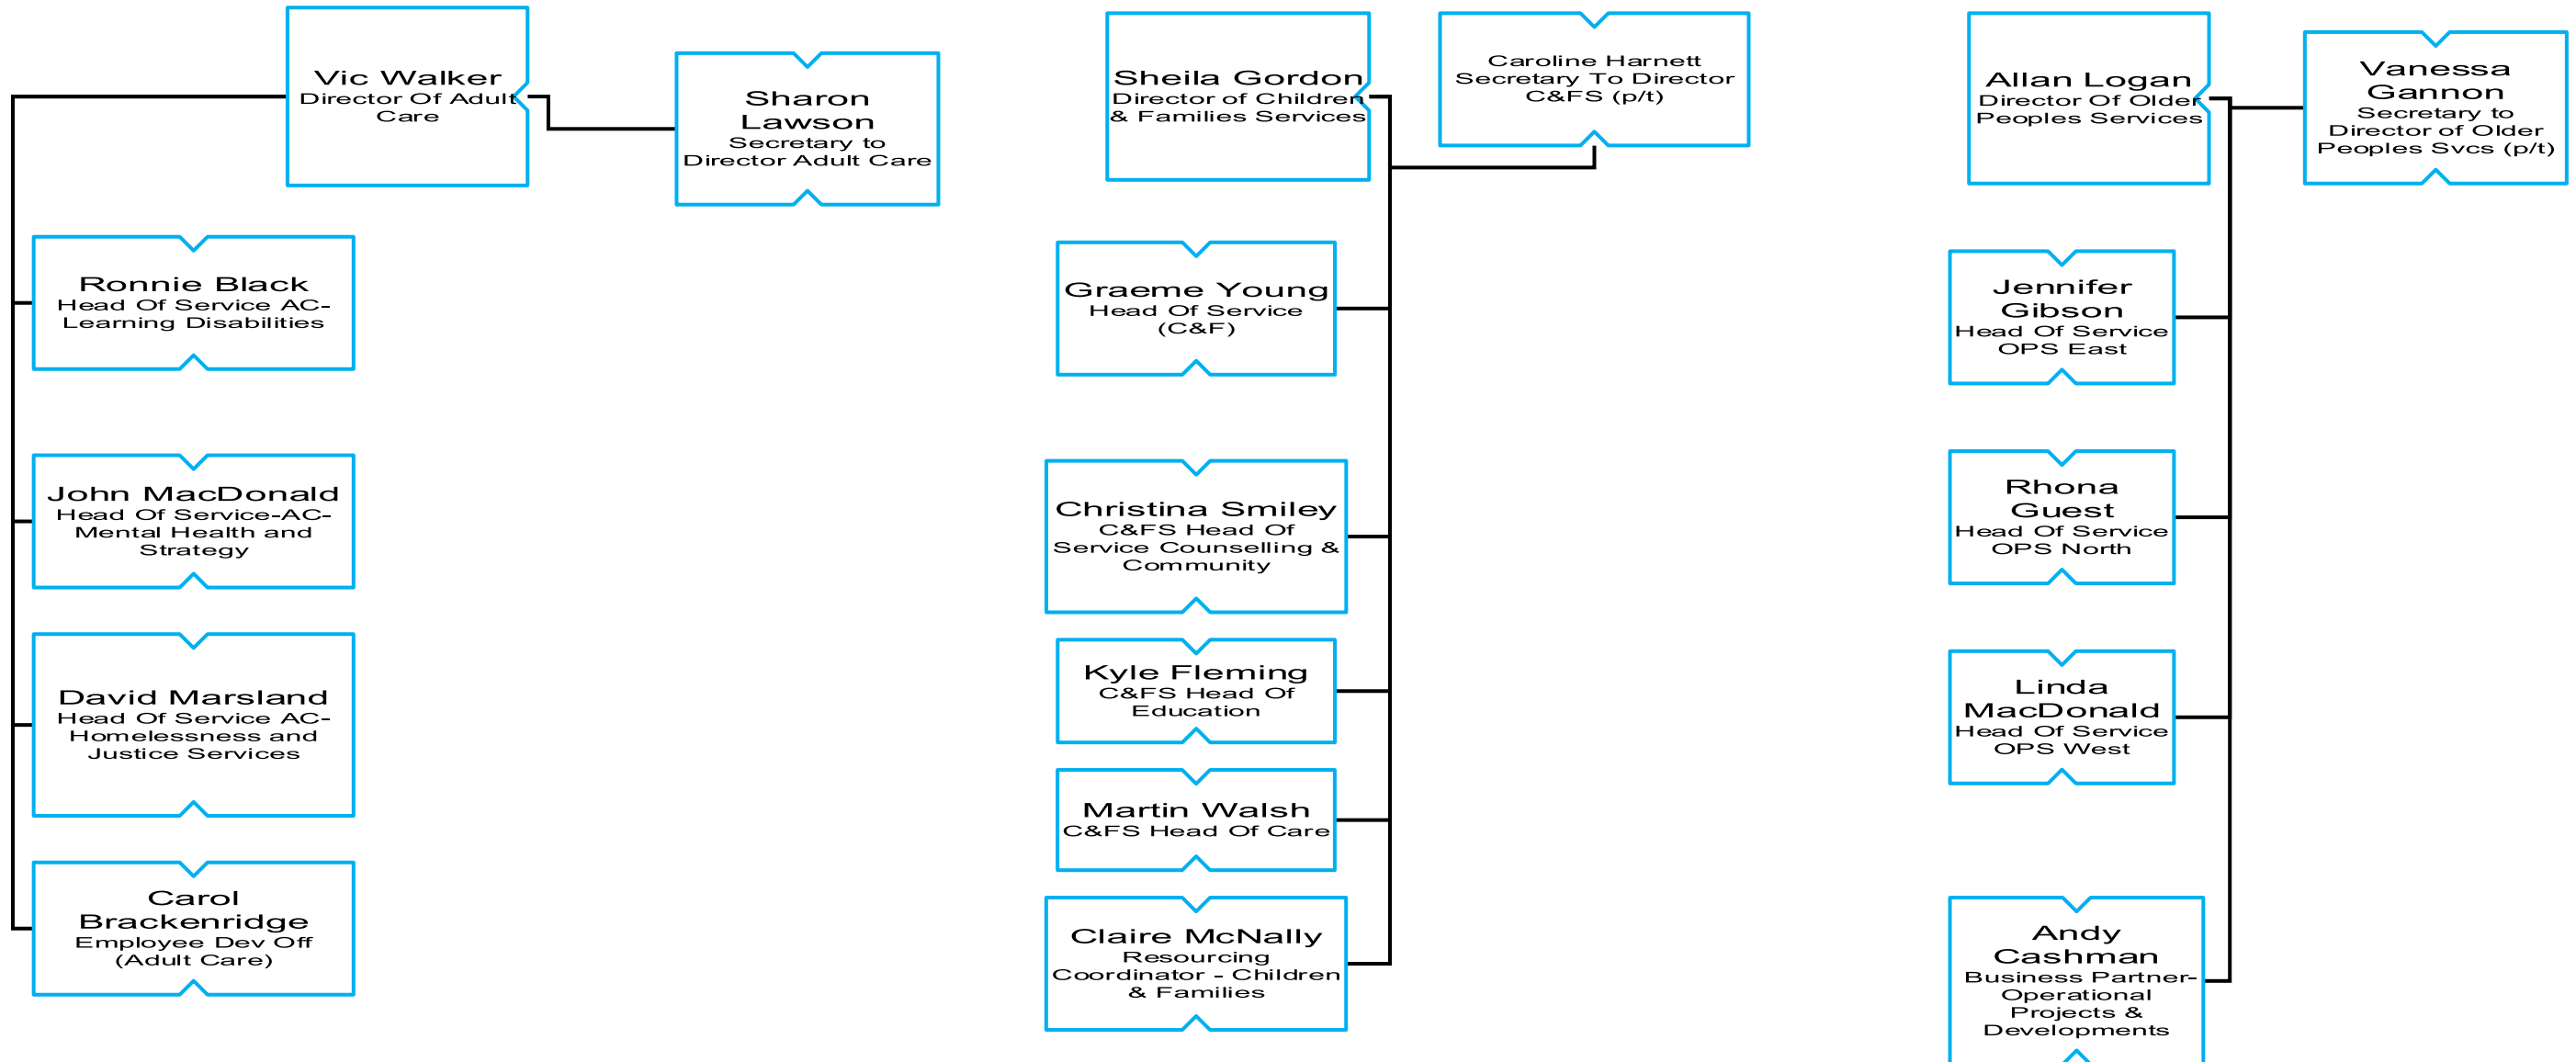 Vic Walker
Director Of Adult
Care
Sharon
Lawson
Secretary to
Director Adult Care
Ronnie Black
Head Of Service AC-
Learning Disabilities
John MacDonald
Head Of Service-AC-
Mental Health and
Strategy
David Marsland
Head Of Service AC-
Homelessness and
Justice Services
Carol
Brackenridge
Employee Dev Off
(Adult Care)
Sheila Gordon
Director of Children
& Families Services
Caroline Harnett
Secretary To Director
C&FS (p/t)
Graeme Young
Head Of Service
(C&F)
Christina Smiley
C&FS Head Of
Service Counselling &
Community
Kyle Fleming
C&FS Head Of
Education
Martin Walsh
C&FS Head Of Care
Claire McNally
Resourcing
Coordinator - Children
& Families
Allan Logan
Director Of Older
Peoples Services
Vanessa
Gannon
Secretary to
Director of Older
Peoples Svcs (p/t)
Jennifer
Gibson
Head Of Service
OPS East
Rhona
Guest
Head Of Service
OPS North
Linda
MacDonald
Head Of Service
OPS West
Andy
Cashman
Business Partner-
Operational
Projects &
Developments